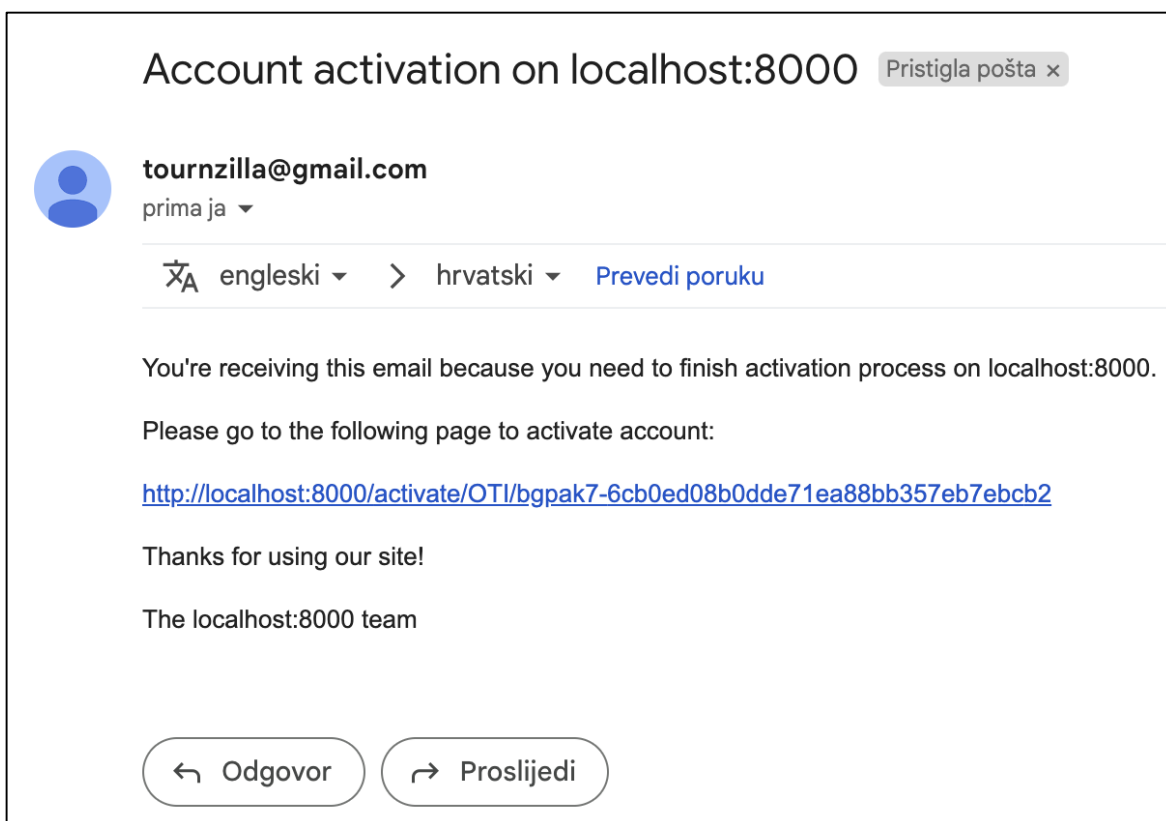 Account activation on localhost:8000 Pristigla pošta ×
tournzilla@gmail.com
prima ja
engleski > hrvatski Prevedi poruku
You're receiving this email because you need to finish activation process on localhost:8000.
Please go to the following page to activate account:
http://localhost:8000/activate/OTI/bgpak7-6cb0ed08b0dde71ea88bb357eb7ebcb2
Thanks for using our site!
The localhost:8000 team
Odgovor Proslijedi